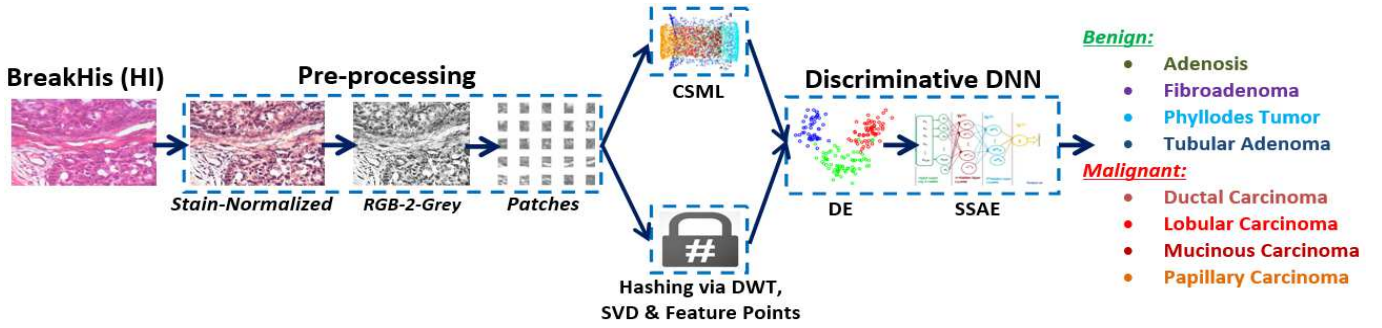 BreakHis (HI)
Pre-processing
Stain-Normalized
RGB-2-Grey
Patches
CSML
#
Hashing via DWT,
SVD & Feature Points
Discriminative DNN
DE
SSAE
Benign:
• Adenosis
• Fibroadenoma
• Phyllodes Tumor
• Tubular Adenoma
Malignant:
• Ductal Carcinoma
• Lobular Carcinoma
• Mucinous Carcinoma
• Papillary Carcinoma